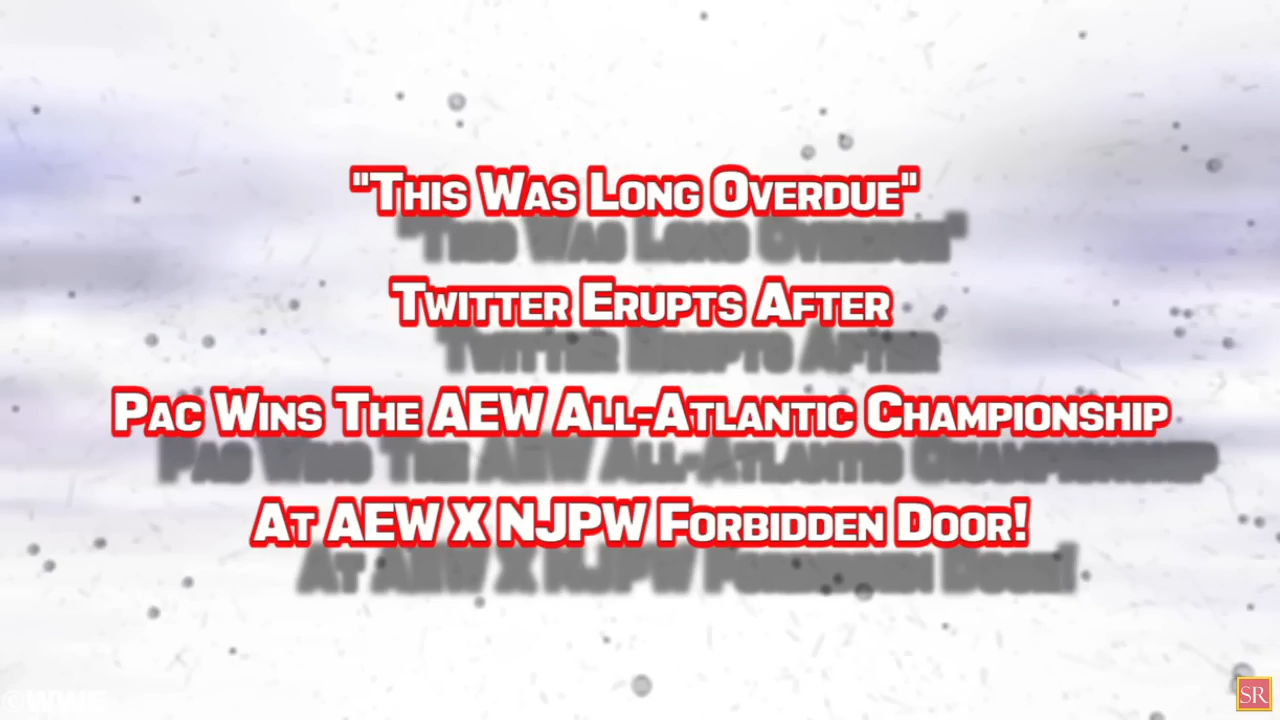 "This Was Long Overdue"
Twitter Erupts After
Pac Wins The AEW All-Atlantic Championship
At AEW X NJPW Forbidden Door!
©WWE
SR